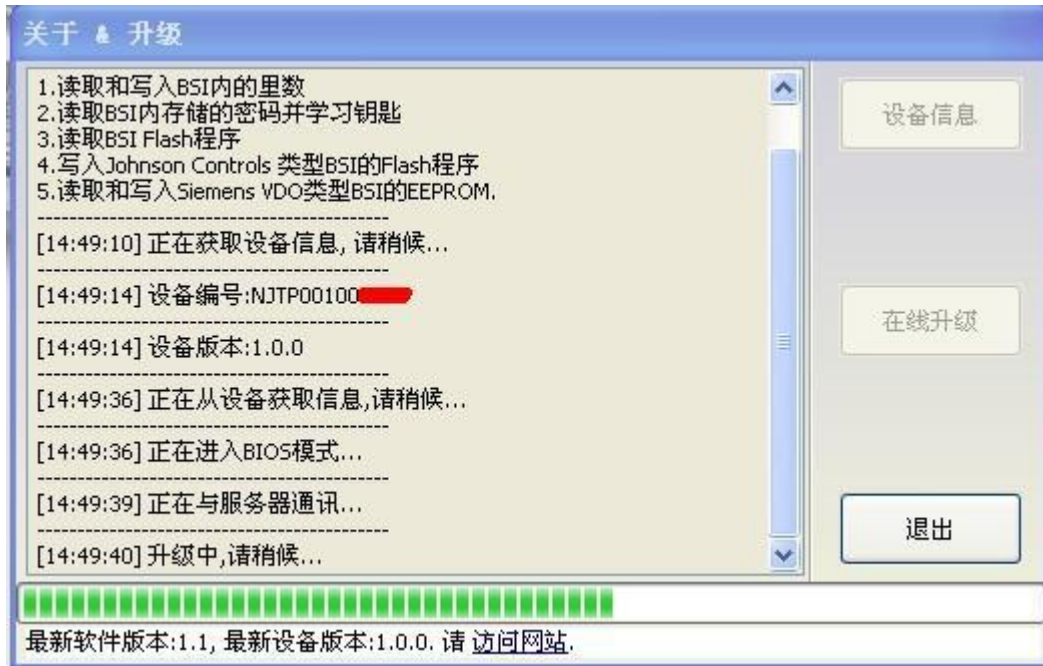 关于 & 升级
1.读取和写入BSI内的里数
2.读取BSI内存储的密码并学习钥匙
3.读取BSI Flash程序
4.写入Johnson Controls 类型BSI的Flash程序
5.读取和写入Siemens VDO类型BSI的EEPROM.
--------------------------------------------
[14:49:10] 正在获取设备信息, 请稍候...
--------------------------------------------
[14:49:14] 设备编号:NJTP00100
--------------------------------------------
[14:49:14] 设备版本:1.0.0
--------------------------------------------
[14:49:36] 正在从设备获取信息,请稍候...
--------------------------------------------
[14:49:36] 正在进入BIOS模式...
--------------------------------------------
[14:49:39] 正在与服务器通讯...
--------------------------------------------
[14:49:40] 升级中,请稍候...
设备信息
在线升级
退出
最新软件版本:1.1, 最新设备版本:1.0.0. 请 访问网站.